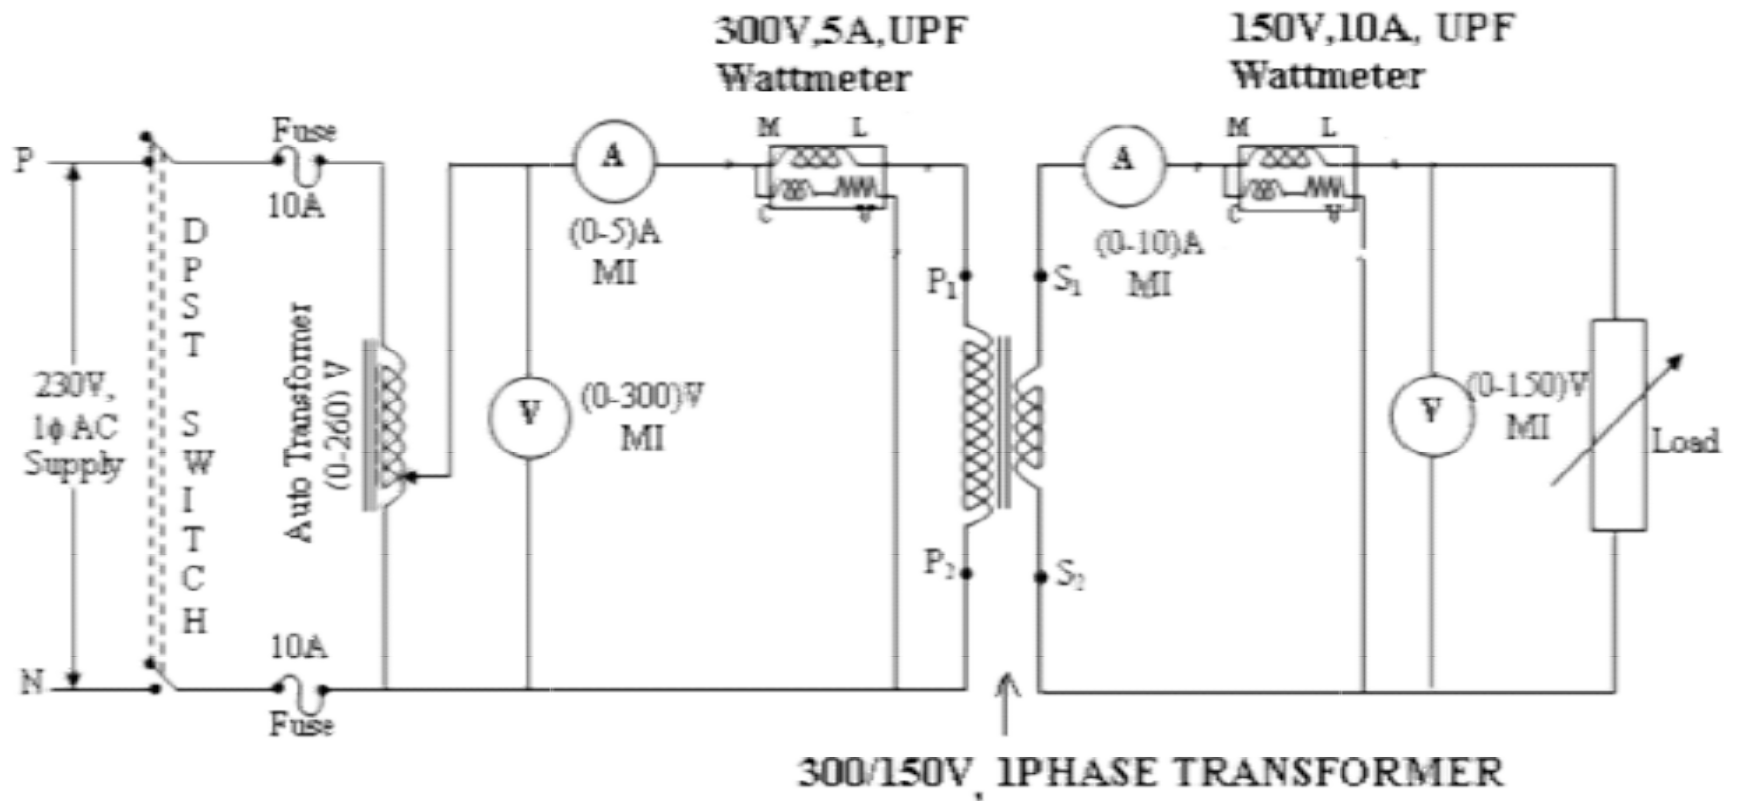 300V,5A,UPF
Wattmeter
150V,10A, UPF
Wattmeter
P
Fuse
10A
A
(0-5)A
MI
M L
C V
A
(0-10)A
MI
M L
C V
DPST SWITCH
230V,
1ϕ AC
Supply
Auto Transformer
(0-260) V
V
(0-300)V
MI
P₁
S₁
P₂
S₂
V
(0-150)V
MI
Load
N
10A
Fuse
300/150V, 1PHASE TRANSFORMER